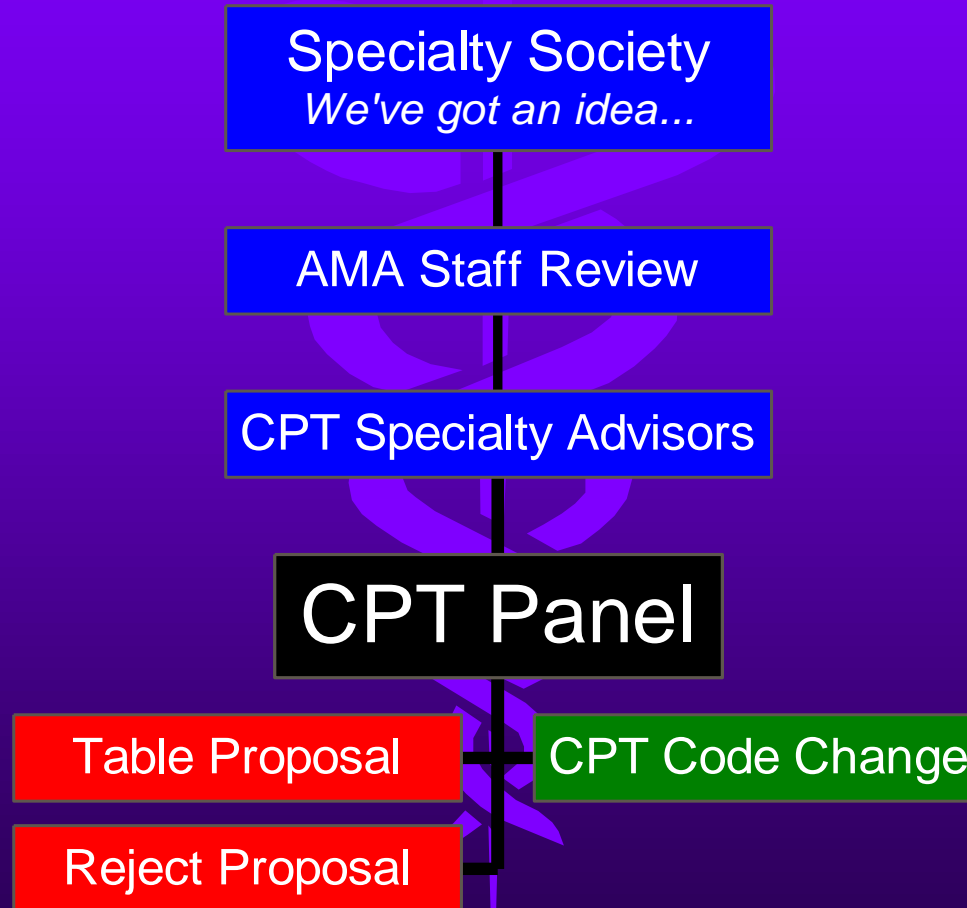 Specialty Society
We've got an idea...
AMA Staff Review
CPT Specialty Advisors
CPT Panel
Table Proposal
CPT Code Change
Reject Proposal